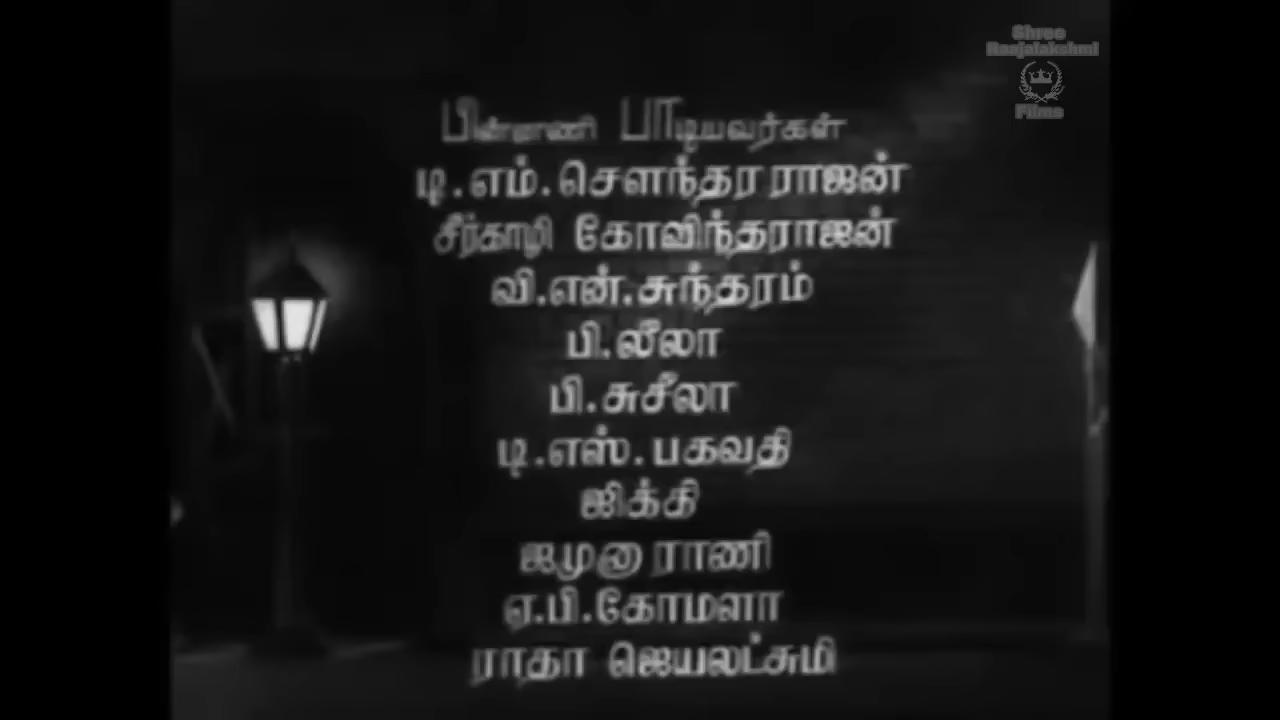 Shree
Raajalakshmi
Films
பின்னணி பாடியவர்கள்
டி.எம்.சௌந்தரராஜன்
சீர்காழி கோவிந்தராஜன்
வி.என்.சுந்தரம்
பி.லீலா
பி.சுசீலா
டி.எஸ்.பகவதி
ஜிக்கி
ஜமுனா ராணி
ஏ.பி.கோமளா
ராதா ஜெயலட்சுமி